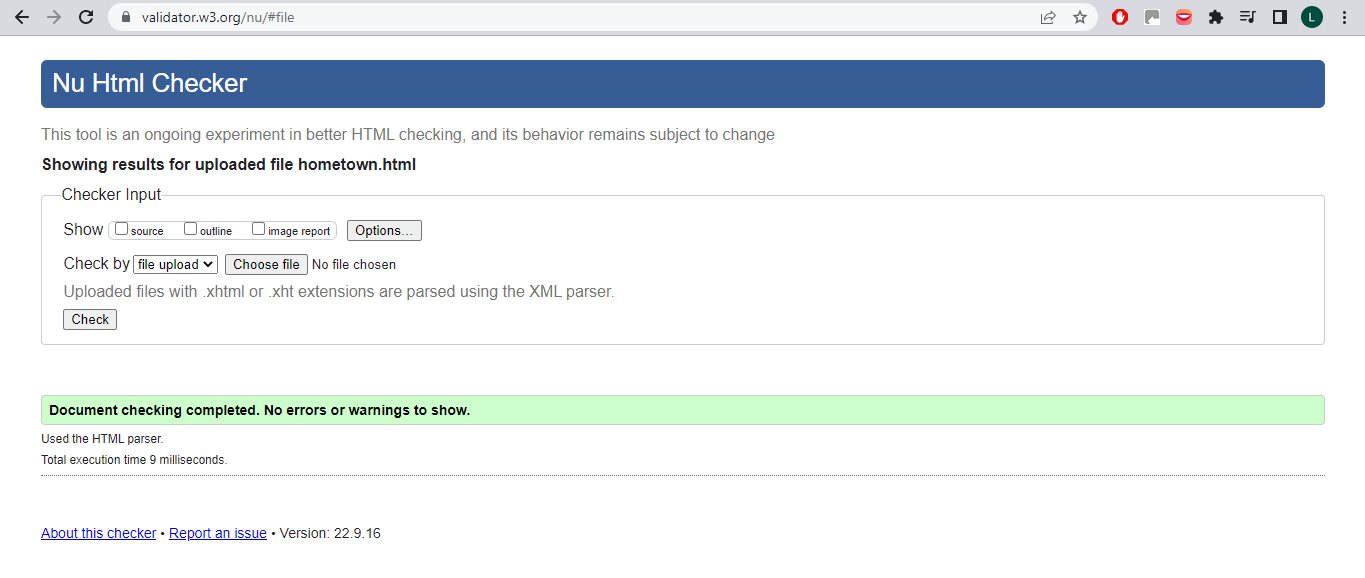 validator.w3.org/nu/#file
L
Nu Html Checker
This tool is an ongoing experiment in better HTML checking, and its behavior remains subject to change
Showing results for uploaded file hometown.html
Checker Input
Show source outline image report Options...
Check by file upload Choose file No file chosen
Uploaded files with .xhtml or .xht extensions are parsed using the XML parser.
Check
Document checking completed. No errors or warnings to show.
Used the HTML parser.
Total execution time 9 milliseconds.
About this checker • Report an issue • Version: 22.9.16